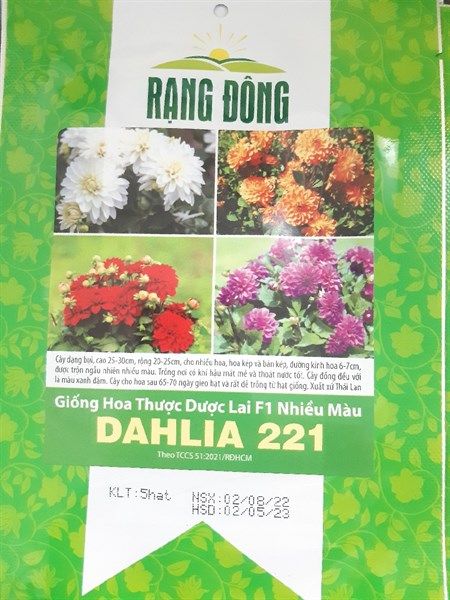 RẠNG ĐÔNG
Cây dạng bụi, cao 25-30cm, rộng 20-25cm, cho nhiều hoa, hoa kép và bán kép, đường kính hoa 6-7cm,
được trộn ngẫu nhiên nhiều màu. Trồng nơi có khí hậu mát mẻ và thoát nước tốt. Cây đồng đều với
lá màu xanh đậm. Cây cho hoa sau 65-70 ngày gieo hạt và rất dễ trồng từ hạt giống. Xuất xứ Thái Lan
Giống Hoa Thược Dược Lai F1 Nhiều Màu
DAHLIA 221
Theo TCCS 51:2021/RĐHCM
KLT:5hat NSX:02/08/22
HSD:02/05/23